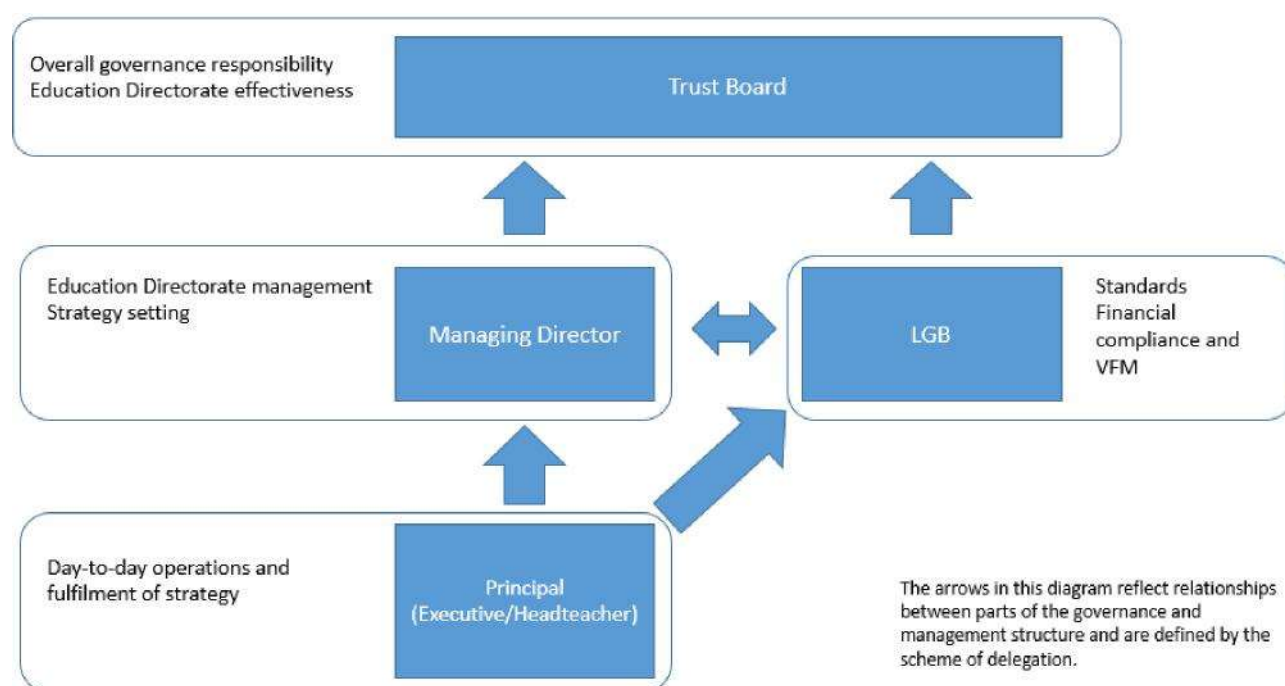 Overall governance responsibility
Education Directorate effectiveness
Trust Board
Education Directorate management
Strategy setting
Managing Director
LGB
Standards
Financial
compliance and
VFM
Day-to-day operations and
fulfilment of strategy
Principal
(Executive/Headteacher)
The arrows in this diagram reflect relationships
between parts of the governance and
management structure and are defined by the
scheme of delegation.